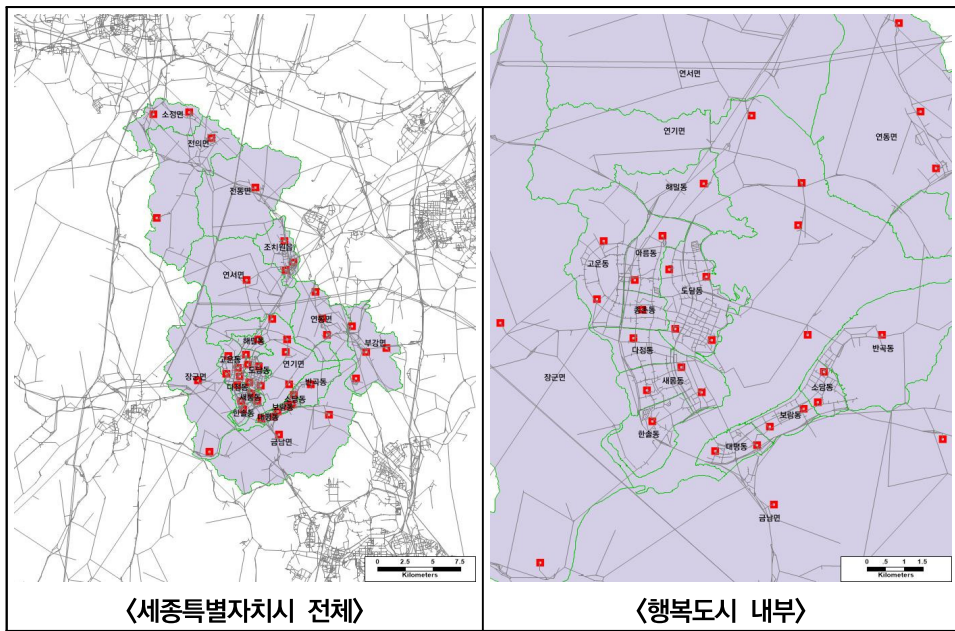 소정면
전의면
전동면
조치원읍
연서면
연동면
해밀동
부강면
고운동
도담동
연기면
장군면
다정동
반곡동
새롬동
소담동
한솔동
보람동
대평동
금남면
0 2.5 5 7.5
Kilometers
<세종특별자치시 전체>
연서면
연기면
연동면
해밀동
아름동
고운동
도담동
종촌동
다정동
반곡동
장군면
새롬동
소담동
보람동
한솔동
대평동
금남면
0 .5 1 1.5
Kilometers
<행복도시 내부>